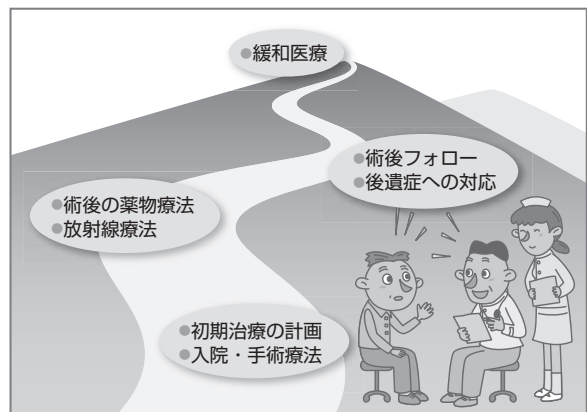 ●緩和医療
●術後フォロー
●後遺症への対応
●術後の薬物療法
●放射線療法
●初期治療の計画
●入院・手術療法